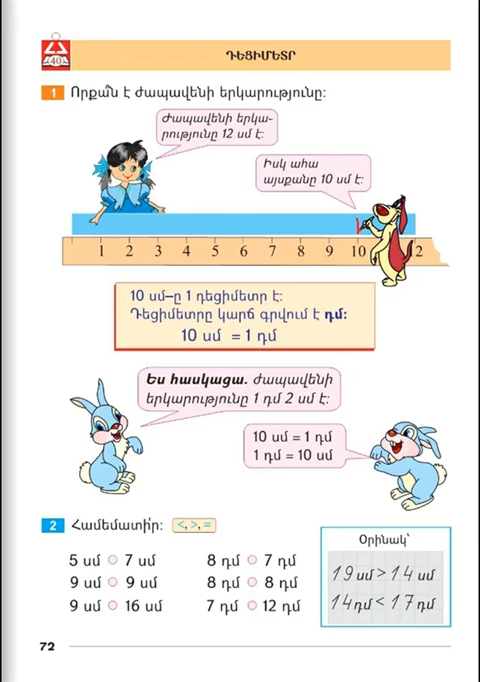 40
ԴԵՑԻՄԵՏՐ
1 Որքա՞ն է ժապավենի երկարությունը։
Ժապավենի երկա-
րությունը 12 սմ է։
Իսկ ահա
այսքանը 10 սմ է։
1 2 3 4 5 6 7 8 9 10 12
10 սմ–ը 1 դեցիմետր է։
Դեցիմետրը կարճ գրվում է դմ։
10 սմ = 1 դմ
Ես հասկացա. ժապավենի
երկարությունը 1 դմ 2 սմ է։
10 սմ = 1 դմ
1 դմ = 10 սմ
2 Համեմատի՛ր։ <, >, =
Օրինակ՝
5 սմ ○ 7 սմ 8 դմ ○ 7 դմ
19 սմ > 14 սմ
9 սմ ○ 9 սմ 8 դմ ○ 8 դմ
14 դմ < 17 դմ
9 սմ ○ 16 սմ 7 դմ ○ 12 դմ
72